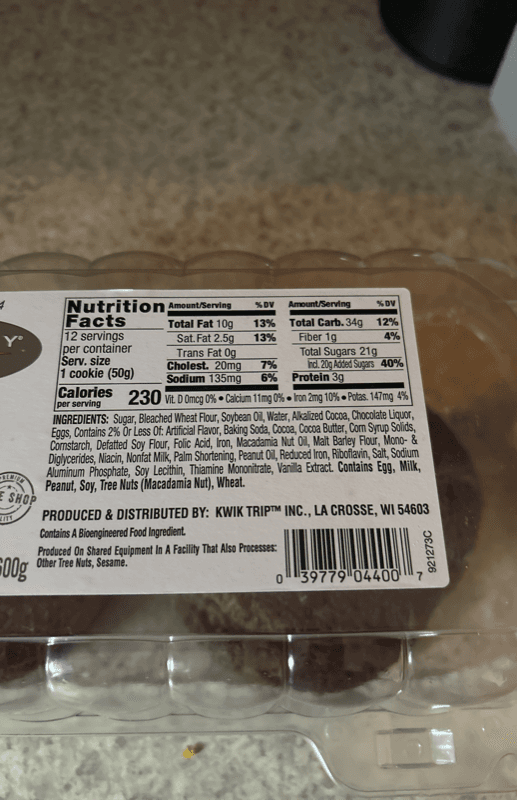 Nutrition Facts
12 servings per container
Serv. size
1 cookie (50g)
Calories per serving 230
Amount/Serving %DV
Total Fat 10g 13%
Sat. Fat 2.5g 13%
Trans Fat 0g
Cholest. 20mg 7%
Sodium 135mg 6%
Amount/Serving %DV
Total Carb. 34g 12%
Fiber 1g 4%
Total Sugars 21g
Incl. 20g Added Sugars 40%
Protein 3g
Vit. D 0mcg 0% • Calcium 11mg 0% • Iron 2mg 10% • Potas. 147mg 4%
INGREDIENTS: Sugar, Bleached Wheat Flour, Soybean Oil, Water, Alkalized Cocoa, Chocolate Liquor,
Eggs, Contains 2% Or Less Of: Artificial Flavor, Baking Soda, Cocoa, Cocoa Butter, Corn Syrup Solids,
Cornstarch, Defatted Soy Flour, Folic Acid, Iron, Macadamia Nut Oil, Malt Barley Flour, Mono- &
Diglycerides, Niacin, Nonfat Milk, Palm Shortening, Peanut Oil, Reduced Iron, Riboflavin, Salt, Sodium
Aluminum Phosphate, Soy Lecithin, Thiamine Mononitrate, Vanilla Extract. Contains Egg, Milk,
Peanut, Soy, Tree Nuts (Macadamia Nut), Wheat.
PRODUCED & DISTRIBUTED BY: KWIK TRIP™ INC., LA CROSSE, WI 54603
Contains A Bioengineered Food Ingredient.
Produced On Shared Equipment In A Facility That Also Processes:
Other Tree Nuts, Sesame.
0 39779 04400 7
921273C
Y®
E SHOP
600g